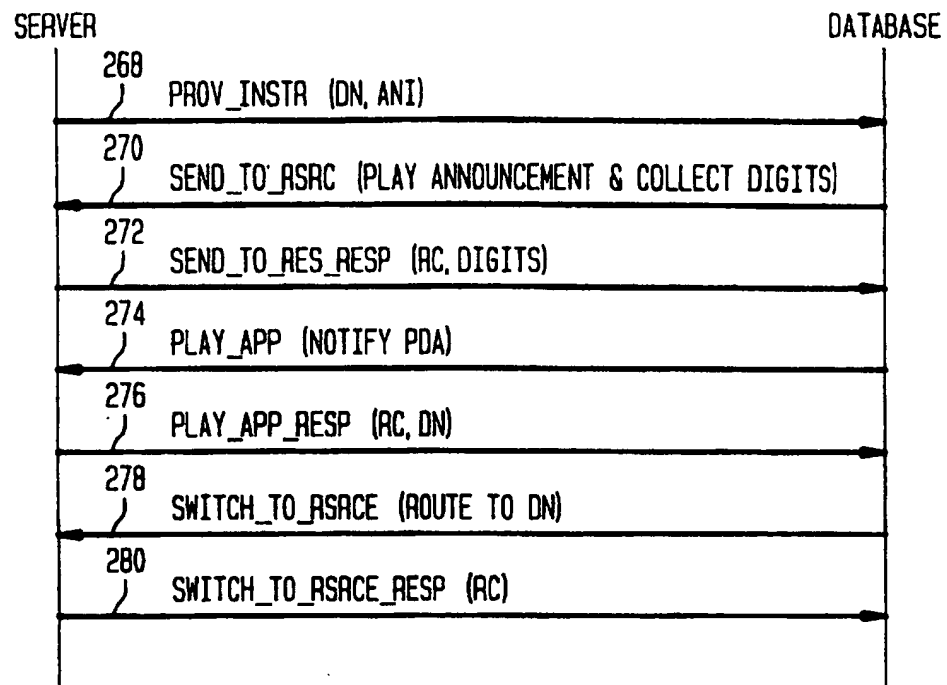 SERVER
DATABASE
268
PROV_INSTR (DN, ANI)
270
SEND_TO_RSRC (PLAY ANNOUNCEMENT & COLLECT DIGITS)
272
SEND_TO_RES_RESP (RC, DIGITS)
274
PLAY_APP (NOTIFY PDA)
276
PLAY_APP_RESP (RC, DN)
278
SWITCH_TO_RSRCE (ROUTE TO DN)
280
SWITCH_TO_RSRCE_RESP (RC)